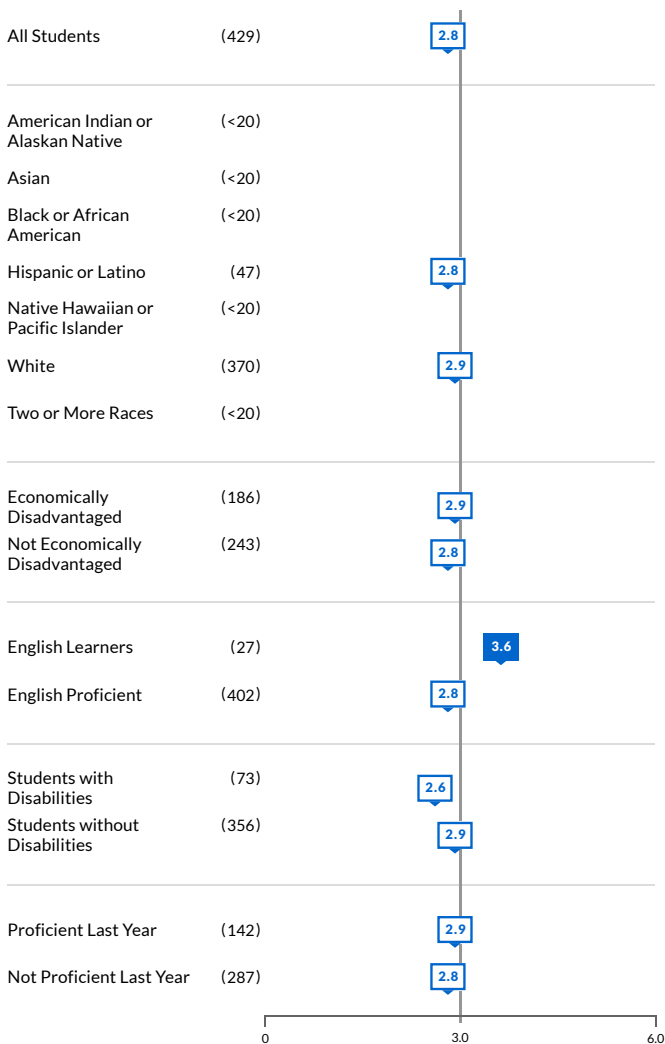 All Students (429) 2.8
American Indian or
Alaskan Native (<20)
Asian (<20)
Black or African
American (<20)
Hispanic or Latino (47) 2.8
Native Hawaiian or
Pacific Islander (<20)
White (370) 2.9
Two or More Races (<20)
Economically
Disadvantaged (186) 2.9
Not Economically
Disadvantaged (243) 2.8
English Learners (27) 3.6
English Proficient (402) 2.8
Students with
Disabilities (73) 2.6
Students without
Disabilities (356) 2.9
Proficient Last Year (142) 2.9
Not Proficient Last Year (287) 2.8
0 3.0 6.0